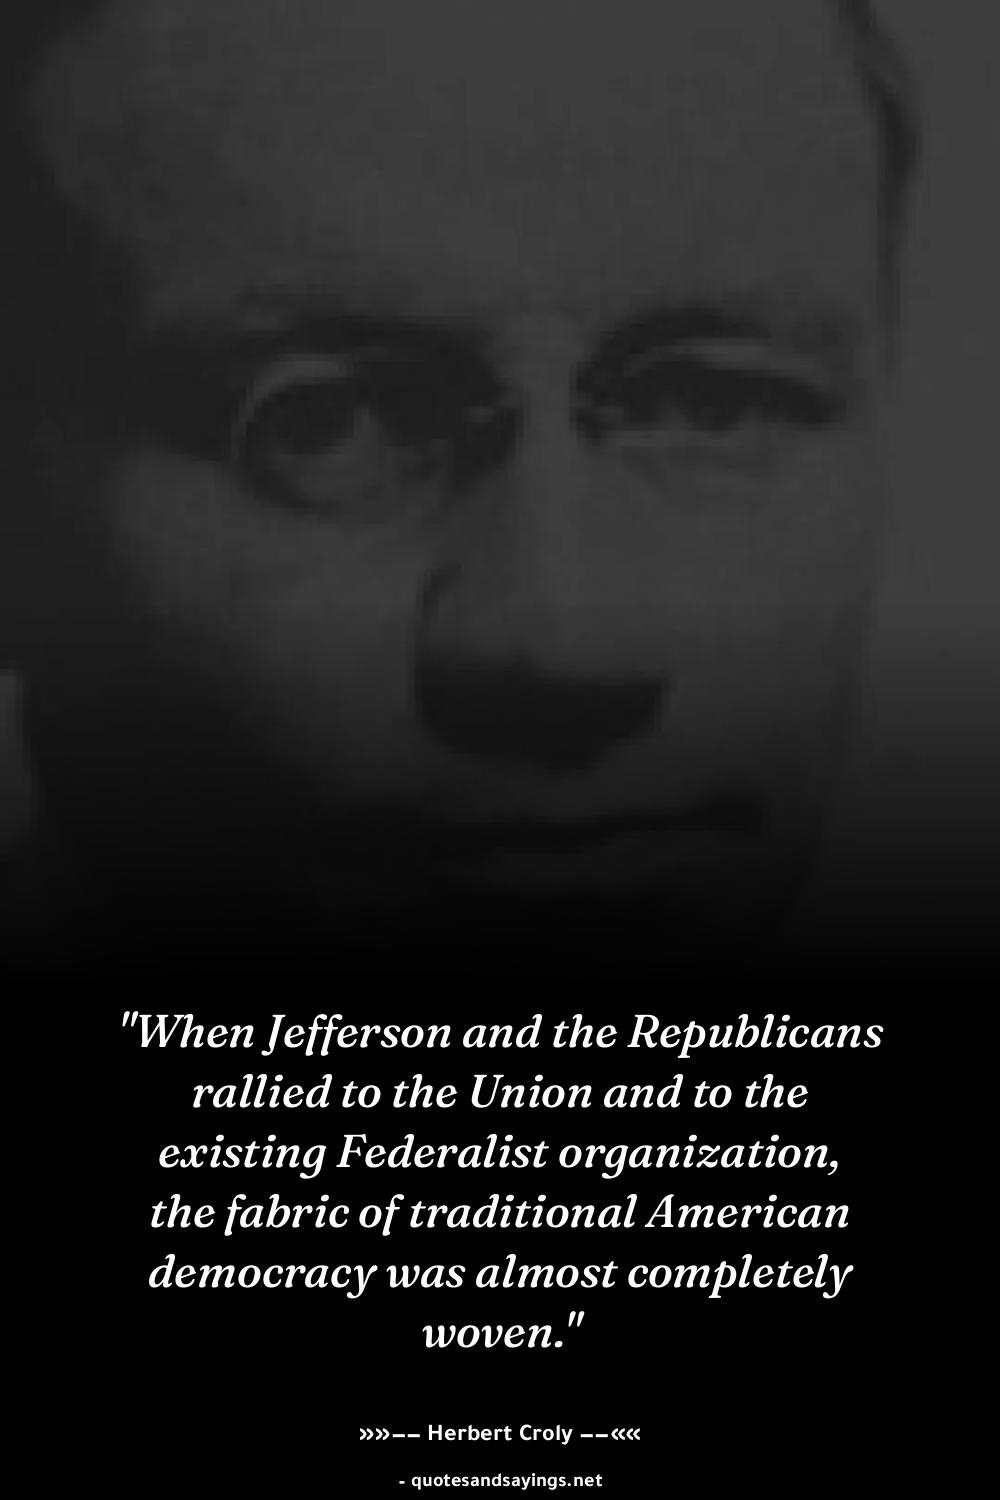 "When Jefferson and the Republicans
rallied to the Union and to the
existing Federalist organization,
the fabric of traditional American
democracy was almost completely
woven."
»»−− Herbert Croly −−««
- quotesandsayings.net